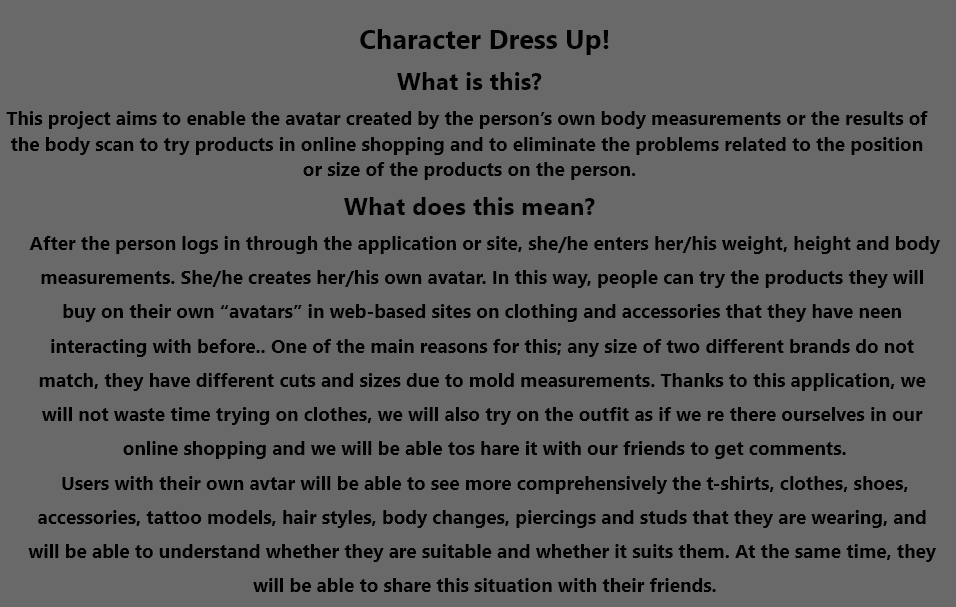 Character Dress Up!
What is this?
This project aims to enable the avatar created by the person’s own body measurements or the results of
the body scan to try products in online shopping and to eliminate the problems related to the position
or size of the products on the person.
What does this mean?
After the person logs in through the application or site, she/he enters her/his weight, height and body
measurements. She/he creates her/his own avatar. In this way, people can try the products they will
buy on their own “avatars” in web-based sites on clothing and accessories that they have neen
interacting with before.. One of the main reasons for this; any size of two different brands do not
match, they have different cuts and sizes due to mold measurements. Thanks to this application, we
will not waste time trying on clothes, we will also try on the outfit as if we re there ourselves in our
online shopping and we will be able tos hare it with our friends to get comments.
Users with their own avtar will be able to see more comprehensively the t-shirts, clothes, shoes,
accessories, tattoo models, hair styles, body changes, piercings and studs that they are wearing, and
will be able to understand whether they are suitable and whether it suits them. At the same time, they
will be able to share this situation with their friends.